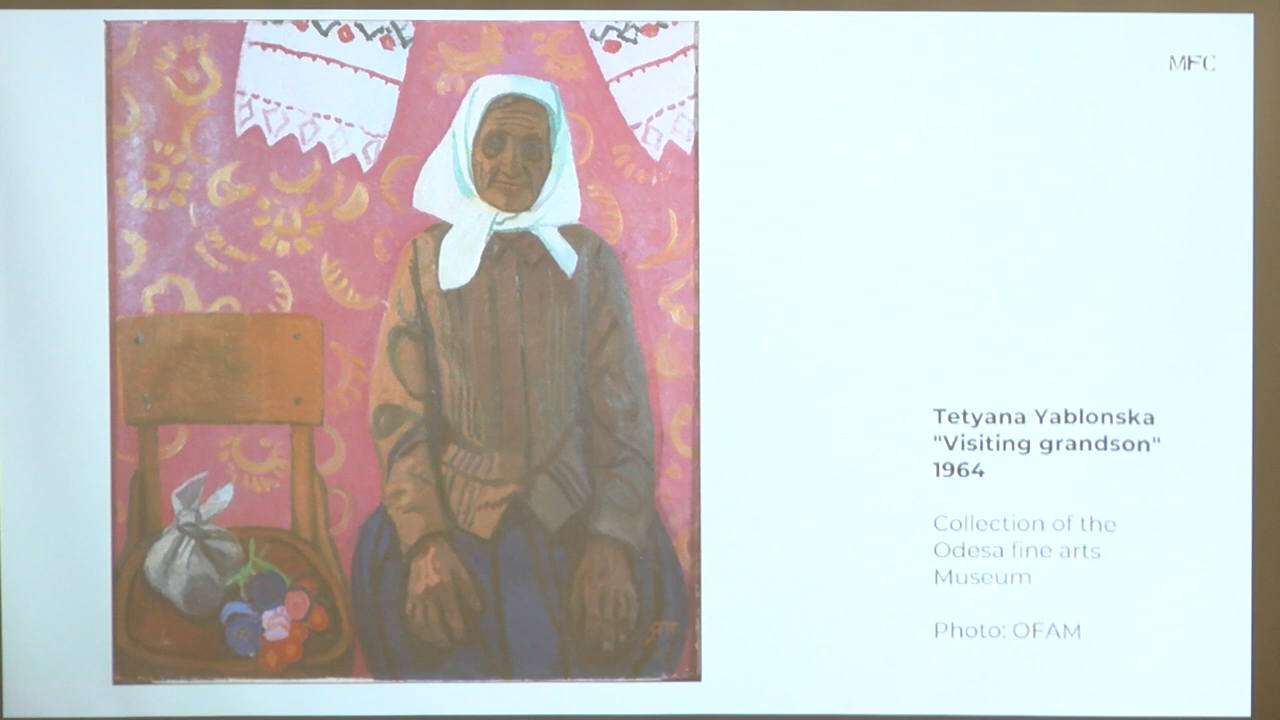 MFC
Tetyana Yablonska
"Visiting grandson"
1964
Collection of the
Odesa fine arts
Museum
Photo: OFAM